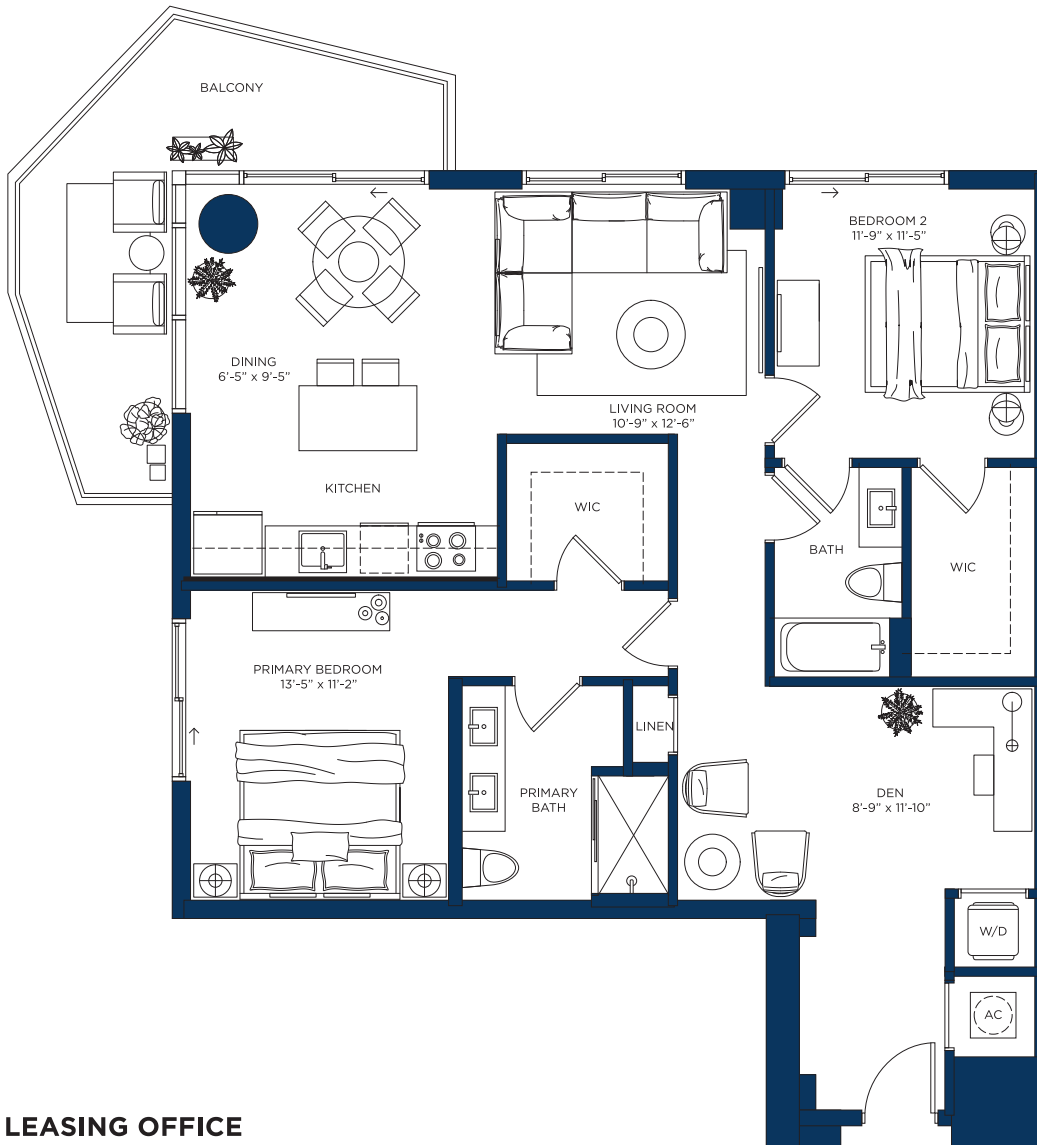 BALCONY
BEDROOM 2
11’-9” x 11’-5”
DINING
6’-5” x 9’-5”
LIVING ROOM
10’-9” x 12’-6”
KITCHEN
WIC
BATH
WIC
PRIMARY BEDROOM
13’-5” x 11’-2”
LINEN
PRIMARY
BATH
DEN
8’-9” x 11’-10”
W/D
AC
LEASING OFFICE